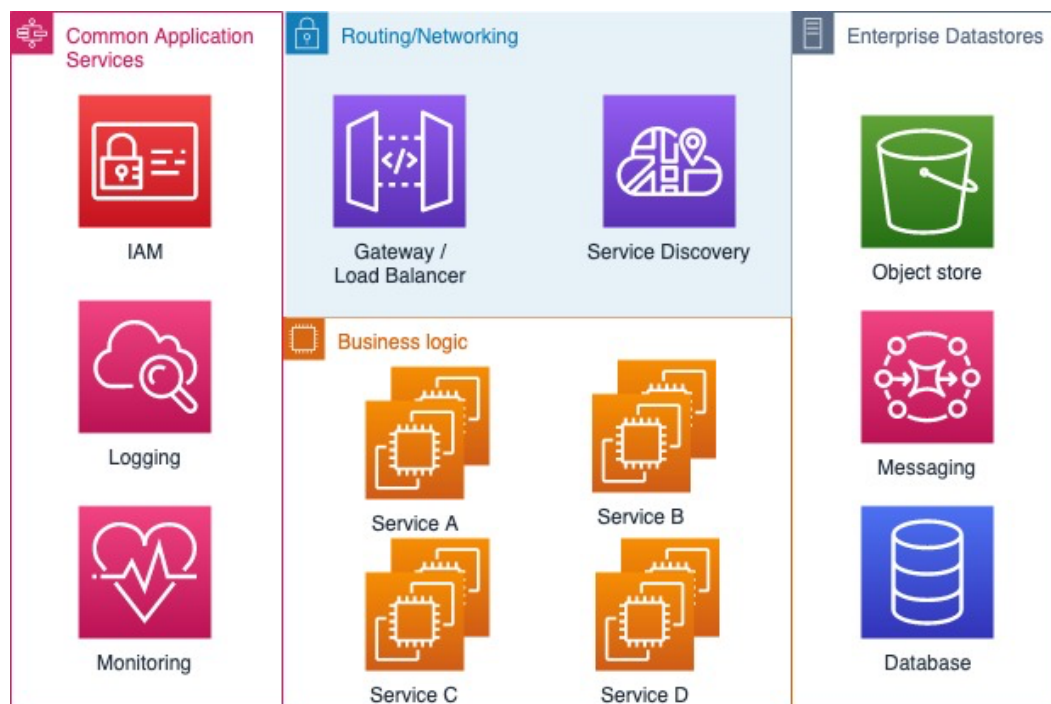 Common Application
Services
IAM
Logging
Monitoring
Routing/Networking
</>
Gateway /
Load Balancer
Service Discovery
Business logic
Service A
Service B
Service C
Service D
Enterprise Datastores
Object store
Messaging
Database